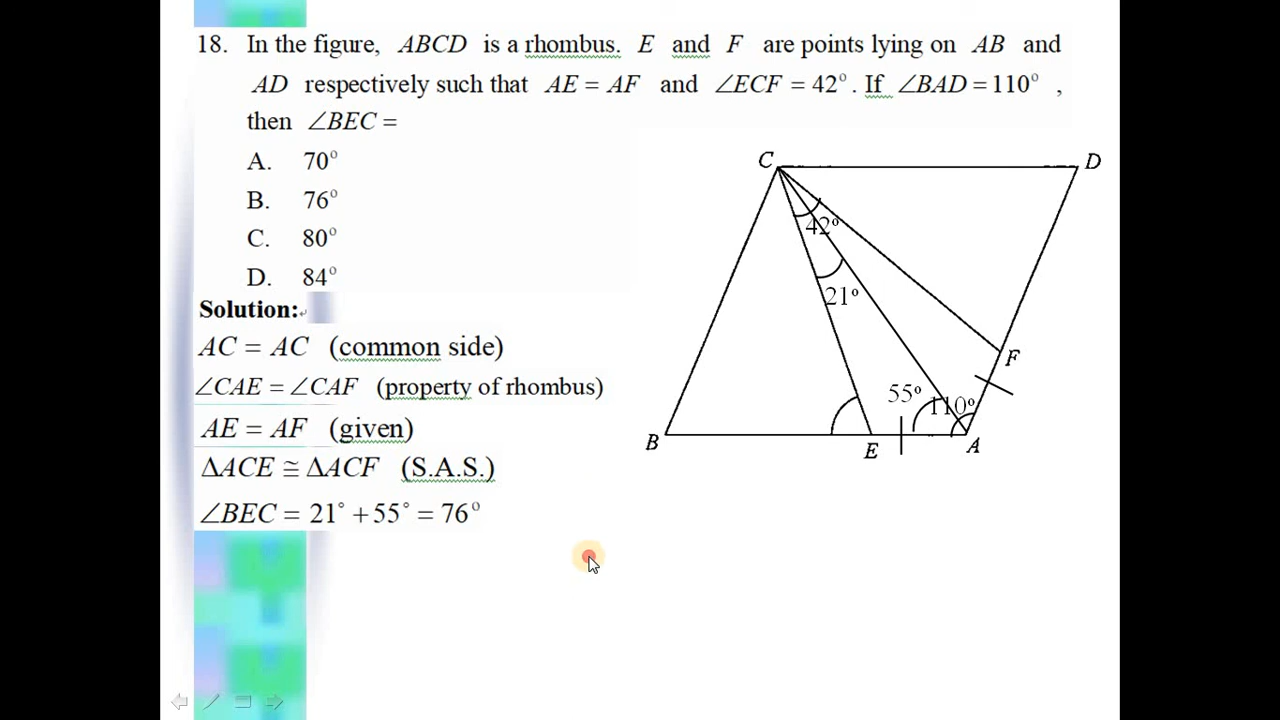 18. In the figure, ABCD is a rhombus. E and F are points lying on AB and
AD respectively such that AE = AF and ∠ECF = 42°. If ∠BAD = 110° ,
then ∠BEC =
A. 70°
B. 76°
C. 80°
D. 84°
Solution:
AC = AC (common side)
∠CAE = ∠CAF (property of rhombus)
AE = AF (given)
ΔACE ≅ ΔACF (S.A.S.)
∠BEC = 21° + 55° = 76°
C
D
42°
21°
F
55°
110°
B
E
A